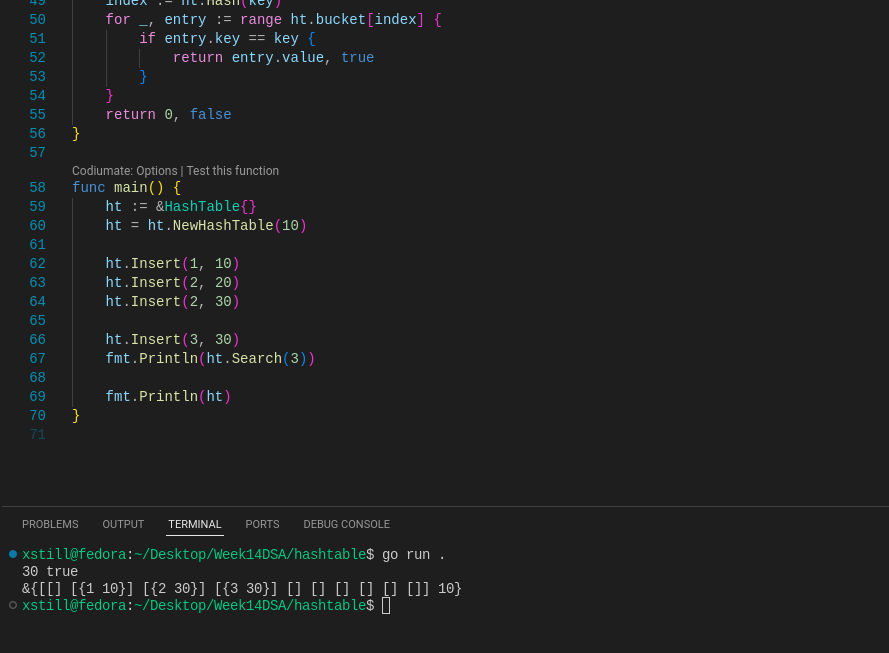 49 index := ht.Hash(key)
50 for _, entry := range ht.bucket[index] {
51 if entry.key == key {
52 return entry.value, true
53 }
54 }
55 return 0, false
56 }
57
Codiumate: Options | Test this function
58 func main() {
59 ht := &HashTable{}
60 ht = ht.NewHashTable(10)
61
62 ht.Insert(1, 10)
63 ht.Insert(2, 20)
64 ht.Insert(2, 30)
65
66 ht.Insert(3, 30)
67 fmt.Println(ht.Search(3))
68
69 fmt.Println(ht)
70 }
71
PROBLEMS OUTPUT TERMINAL PORTS DEBUG CONSOLE
xstill@fedora:~/Desktop/Week14DSA/hashtable$ go run .
30 true
&{[[] [{1 10}] [{2 30}] [{3 30}] [] [] [] [] [] []] 10}
xstill@fedora:~/Desktop/Week14DSA/hashtable$